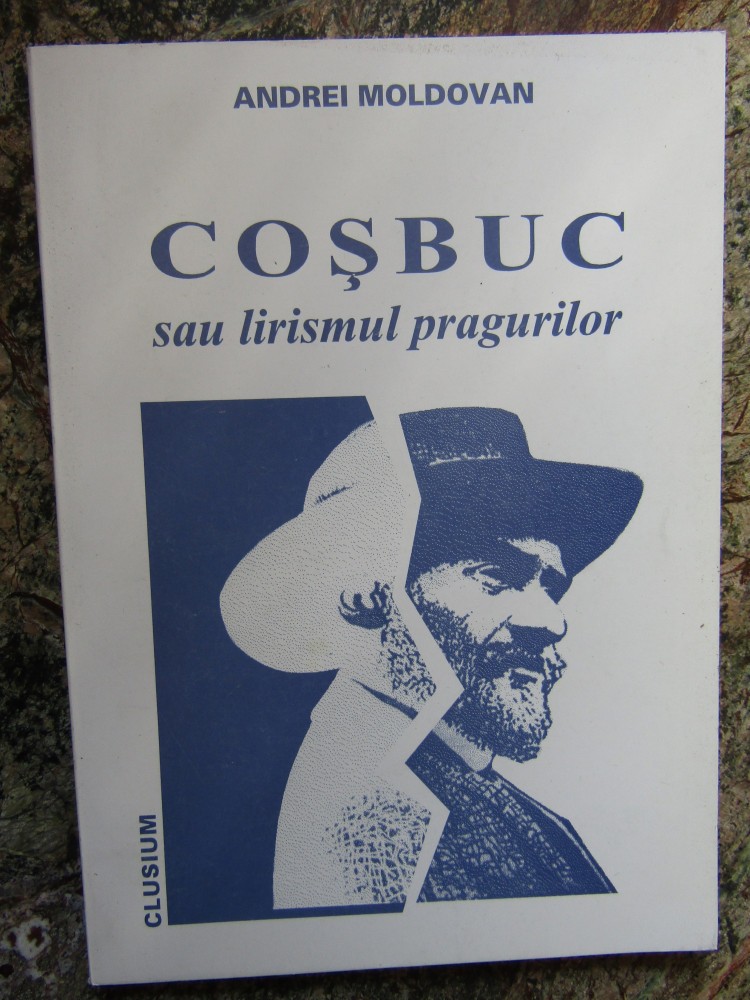 ANDREI MOLDOVAN
COŞBUC
sau lirismul pragurilor
CLUSIUM